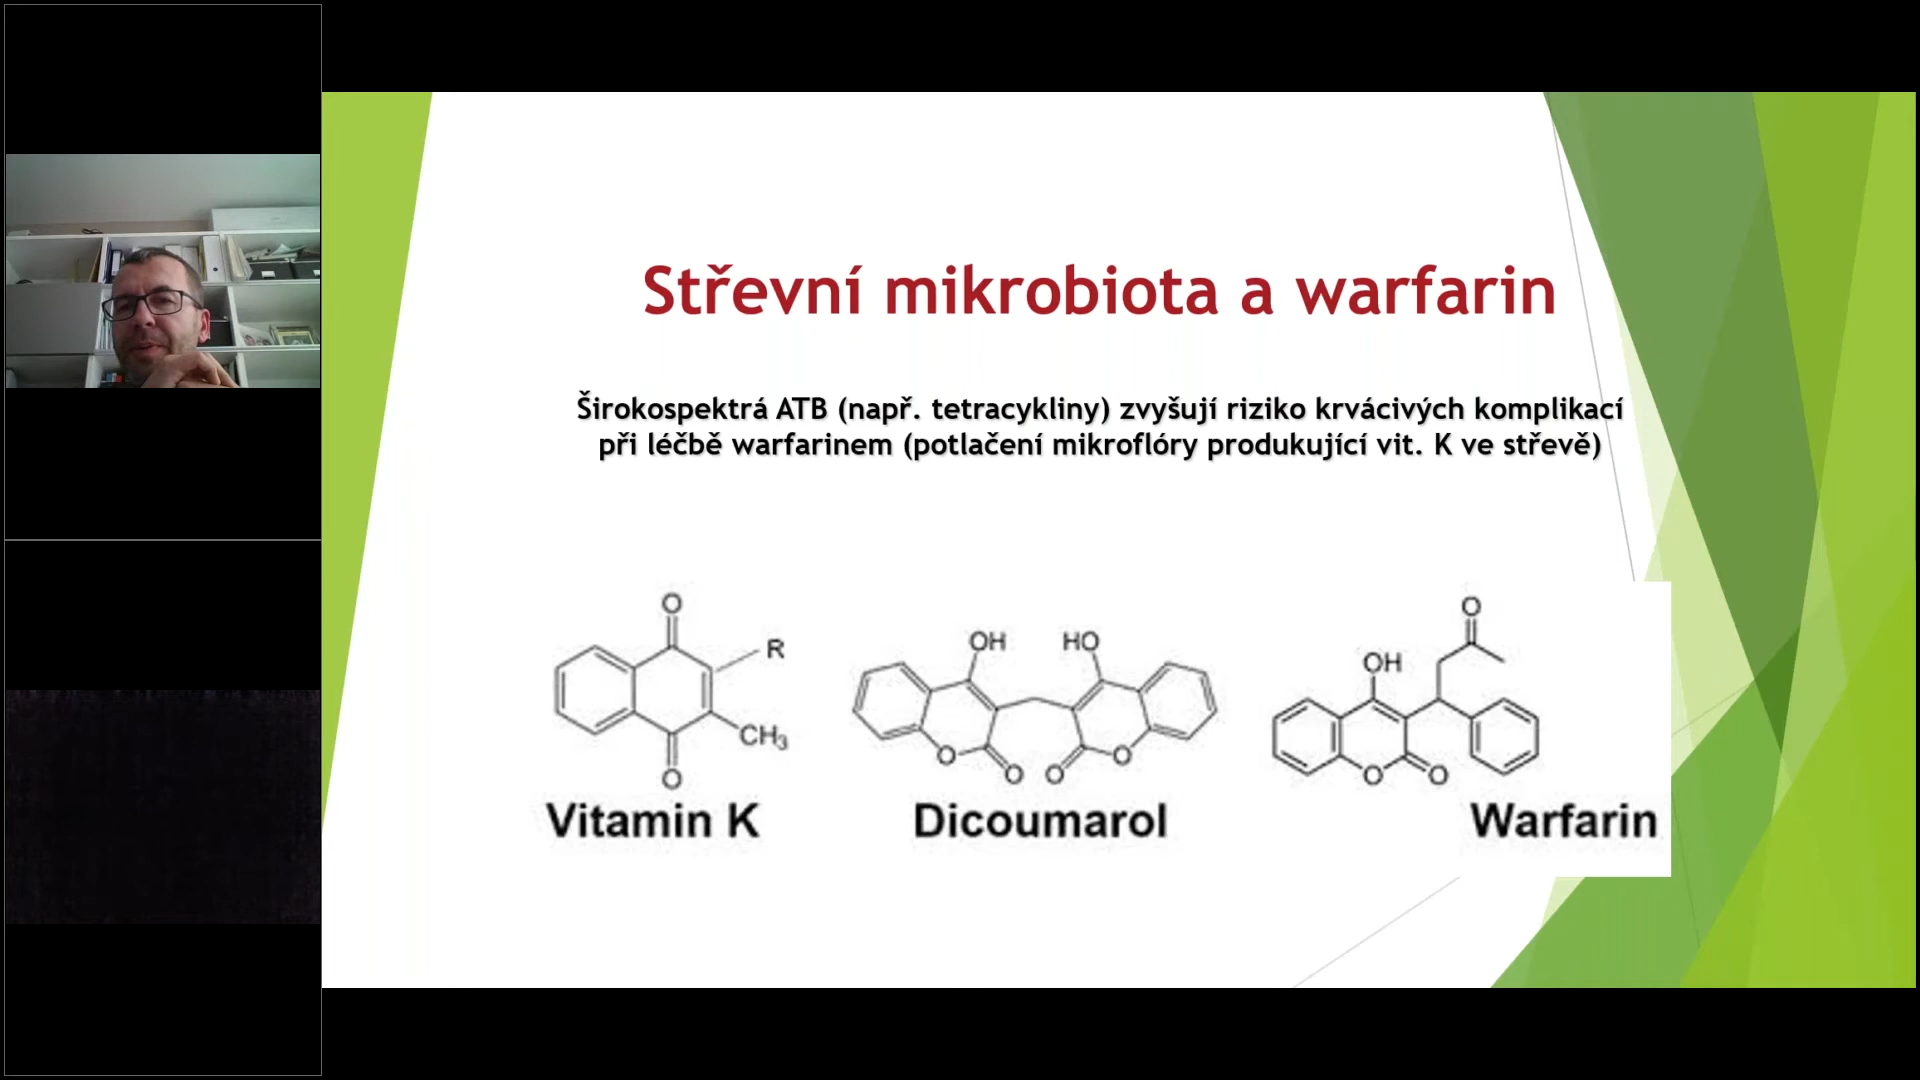 Střevní mikrobiota a warfarin
Širokospektrá ATB (např. tetracykliny) zvyšují riziko krvácivých komplikací
při léčbě warfarinem (potlačení mikroflóry produkující vit. K ve střevě)
O
R
CH3
O
Vitamin K
OH HO
O O O O
Dicoumarol
O
OH
O O
Warfarin